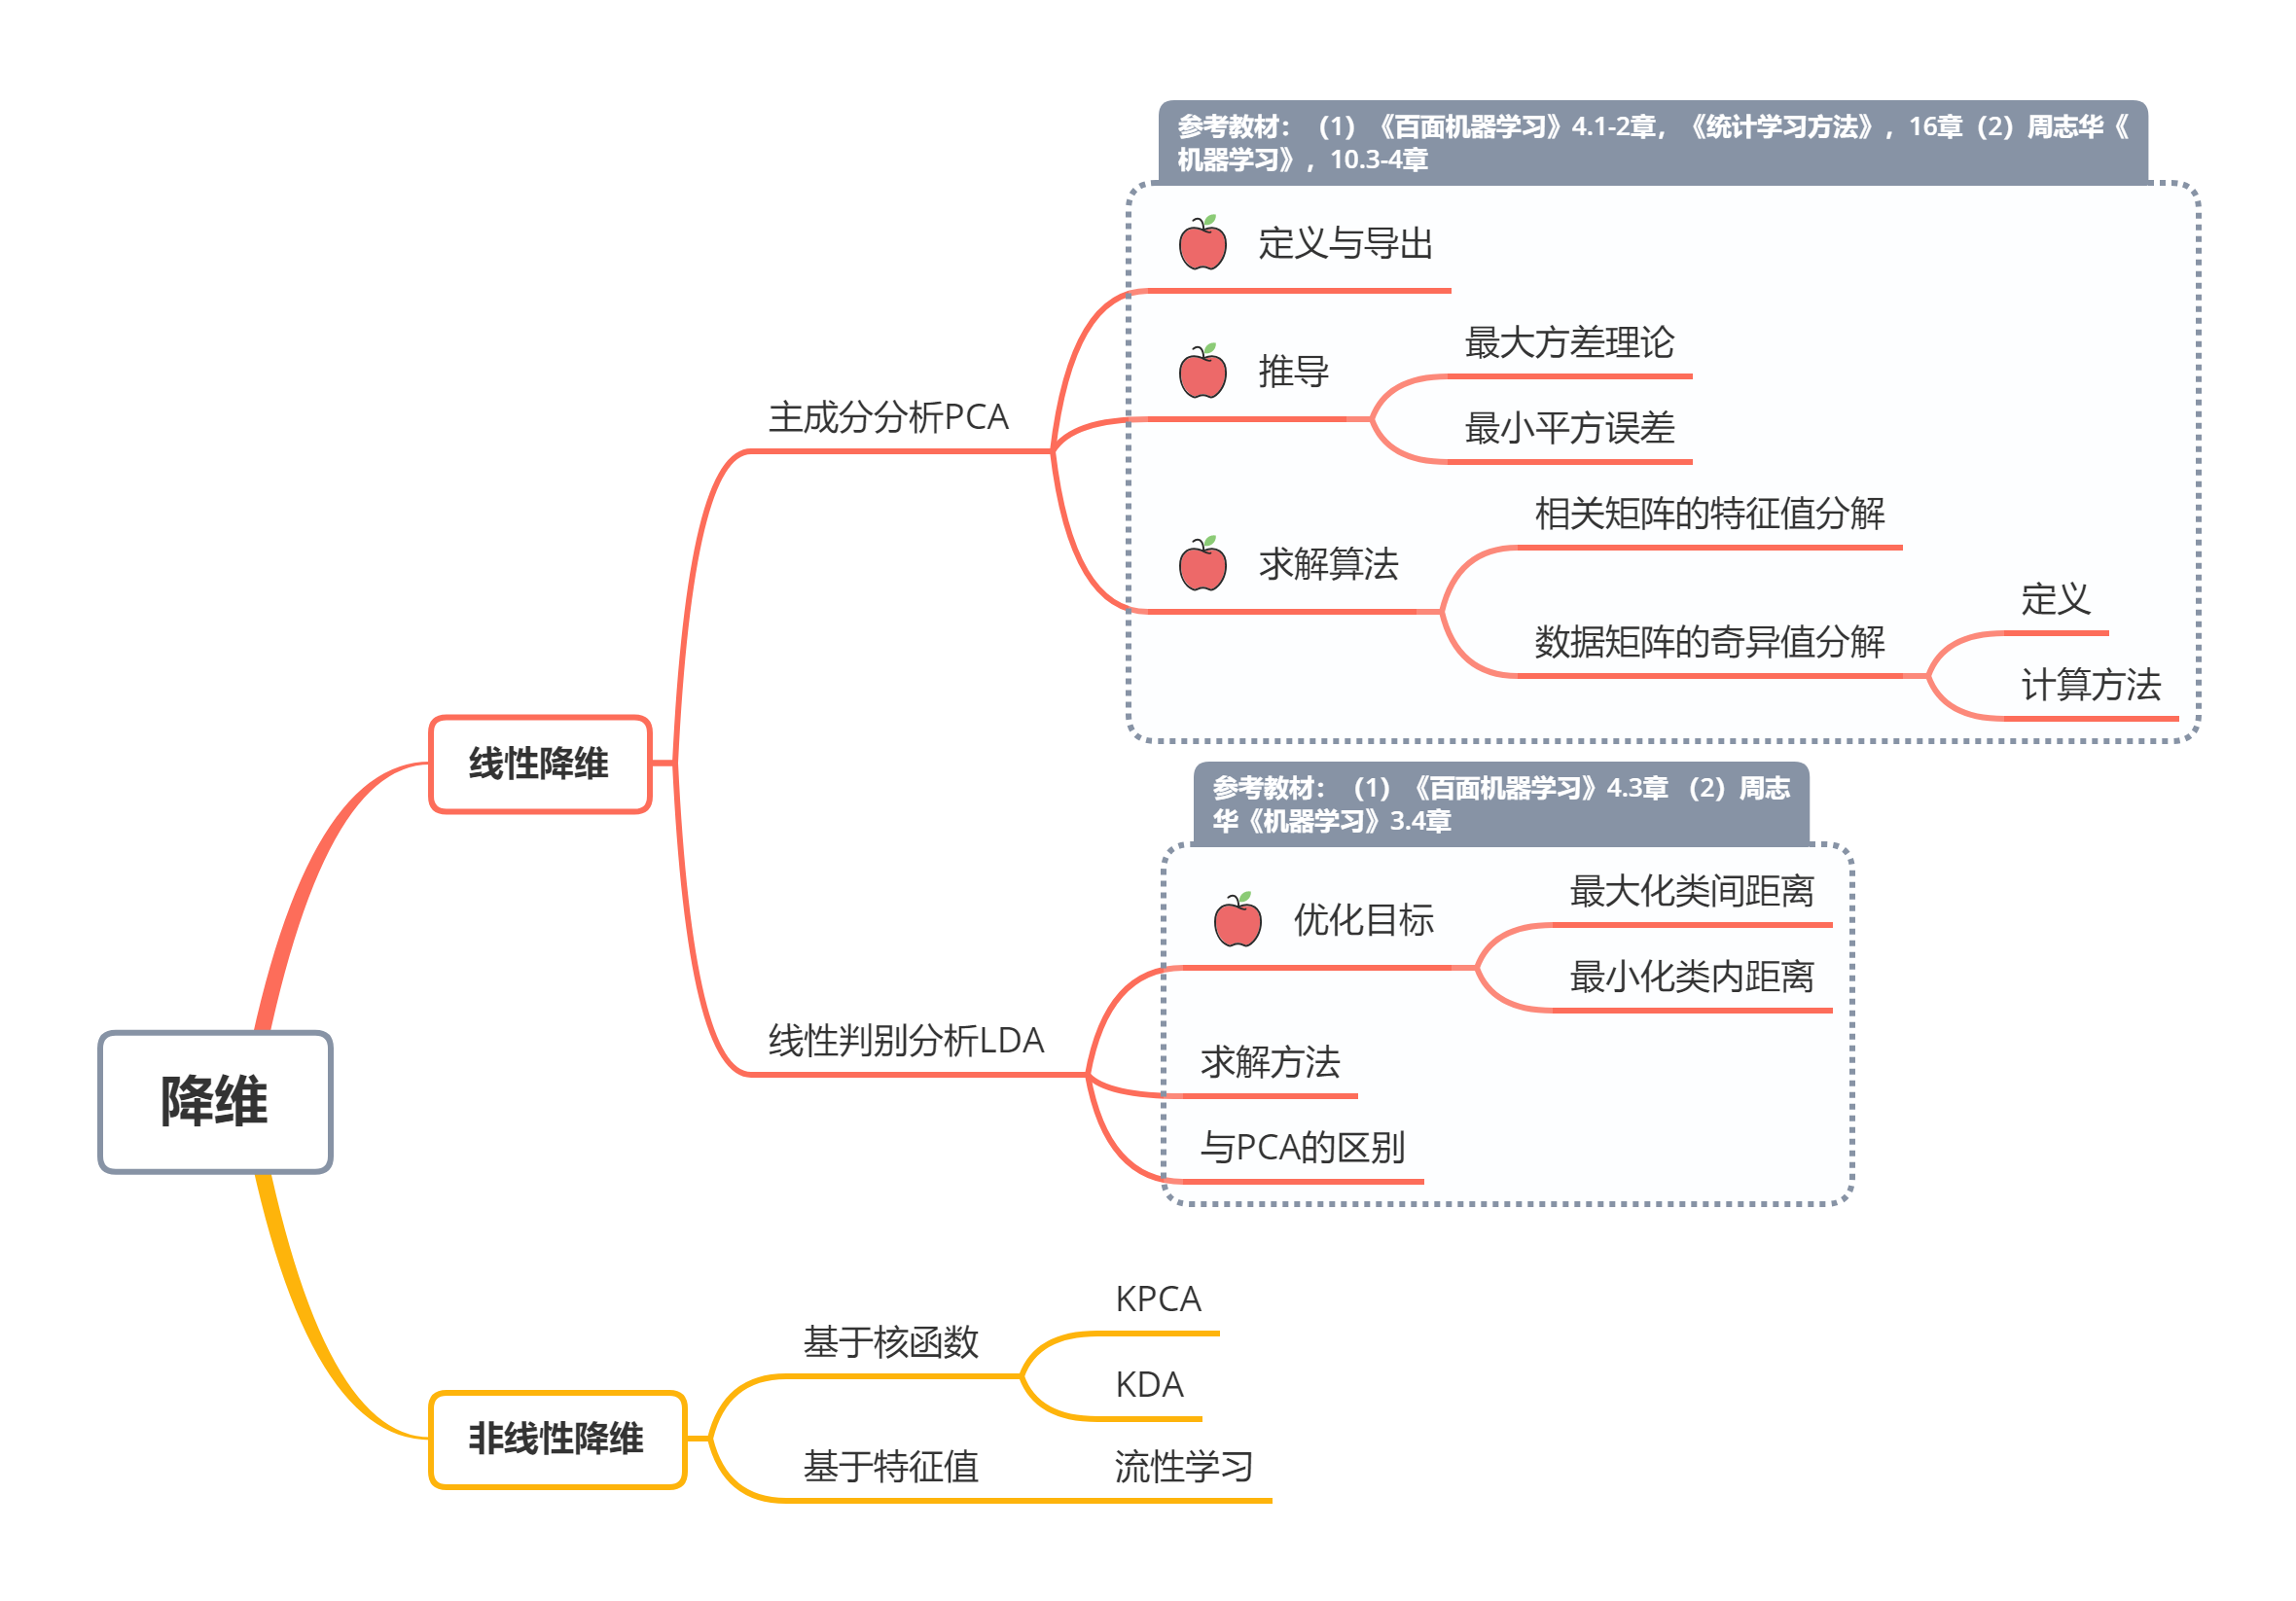 参考教材：（1）《百面机器学习》4.1-2章，《统计学习方法》，16章（2）周志华《
机器学习》，10.3-4章
定义与导出
最大方差理论
推导
主成分分析PCA
最小平方误差
相关矩阵的特征值分解
求解算法
定义
数据矩阵的奇异值分解
计算方法
线性降维
参考教材：（1）《百面机器学习》4.3章 （2）周志
华《机器学习》3.4章
最大化类间距离
优化目标
最小化类内距离
线性判别分析LDA
求解方法
降维
与PCA的区别
KPCA
基于核函数
KDA
非线性降维
基于特征值
流性学习